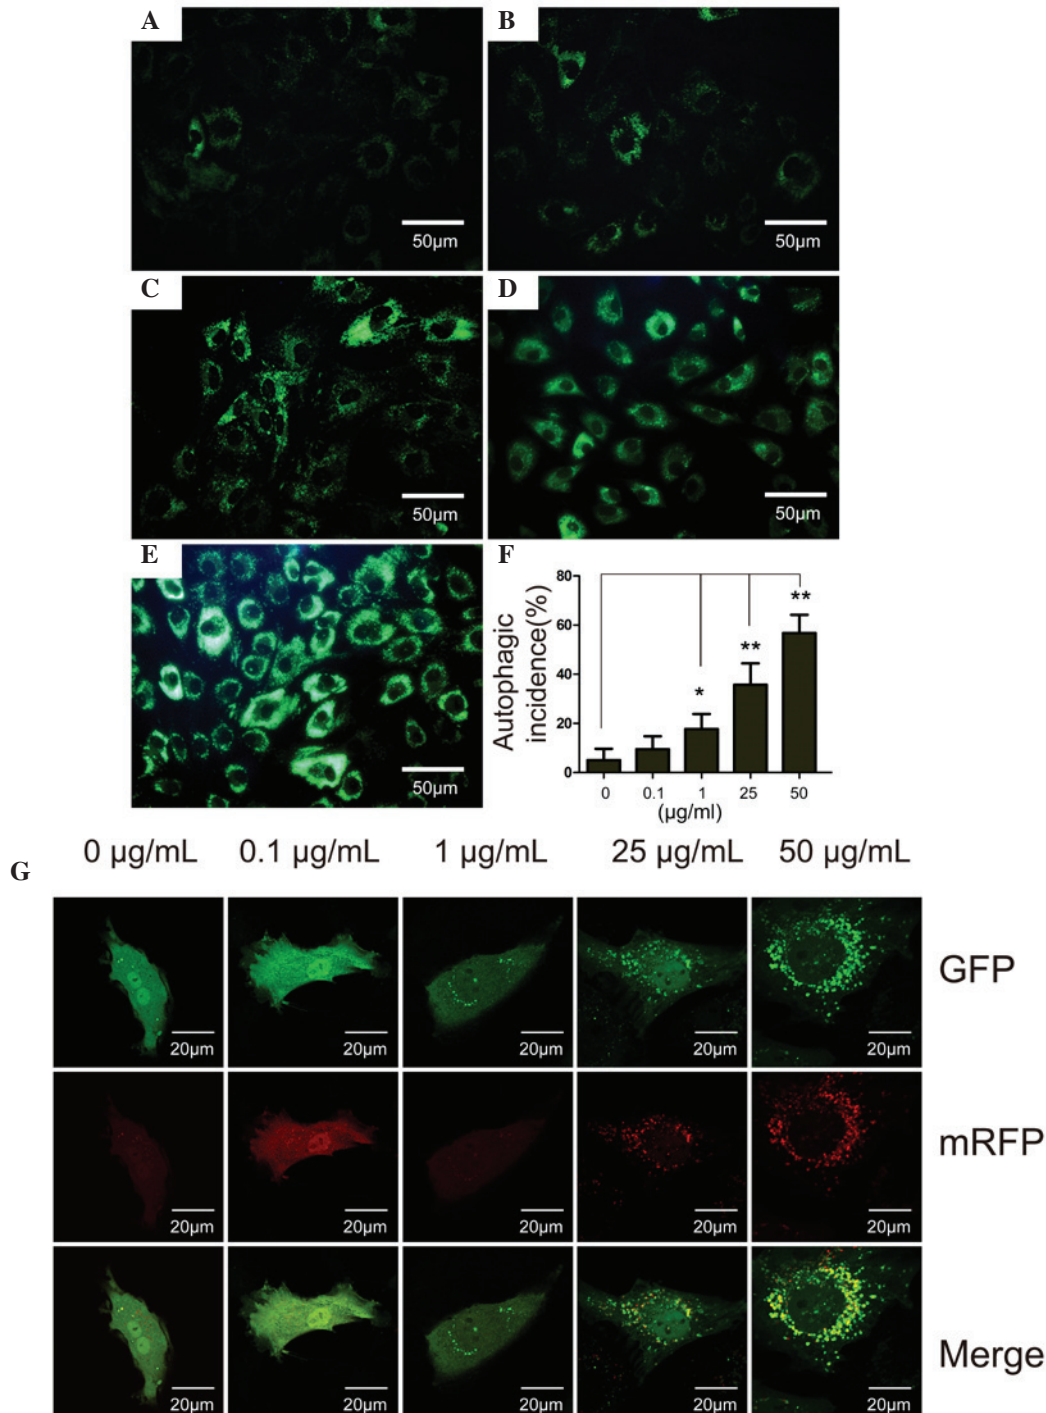 A
B
50µm
50µm
C
D
50µm
50µm
E
F
50µm
Autophagic
incidence(%)
80
60
40
20
0
*
**
**
0 0.1 1 25 50
(µg/ml)
G
0 µg/mL 0.1 µg/mL 1 µg/mL 25 µg/mL 50 µg/mL
20µm 20µm 20µm 20µm 20µm
GFP
20µm 20µm 20µm 20µm 20µm
mRFP
20µm 20µm 20µm 20µm 20µm
Merge